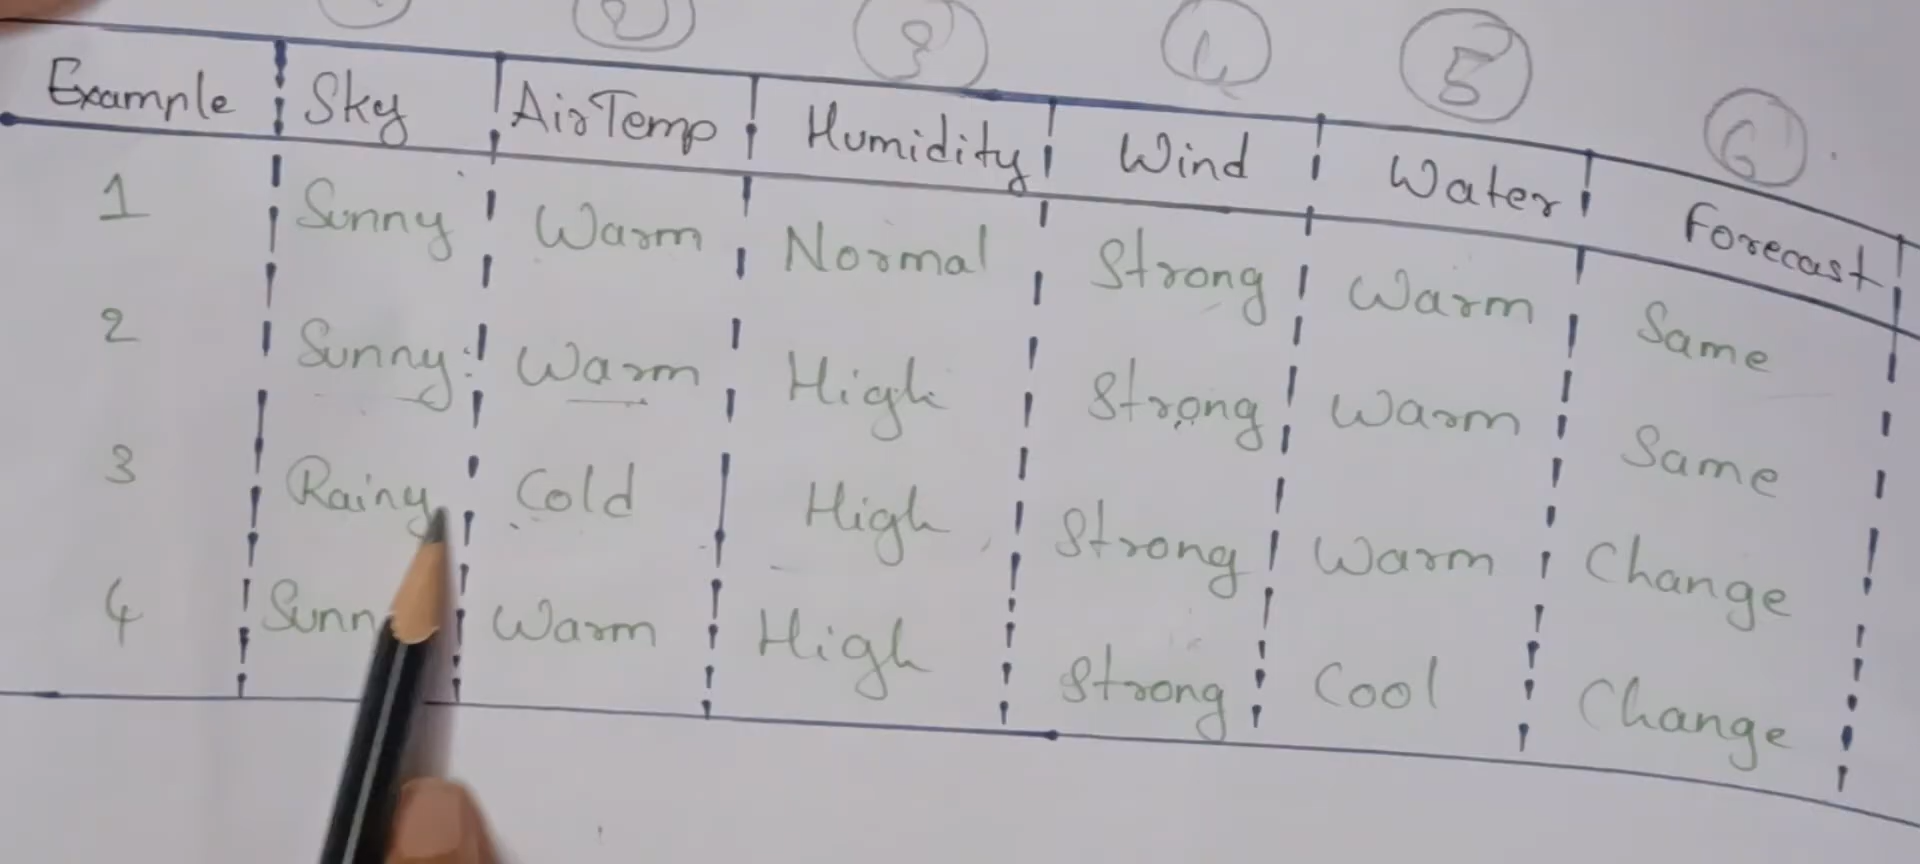 2 3 4 5 6
Example Sky AirTemp Humidity Wind Water Forecast
1 Sunny Warm Normal Strong Warm Same
2 Sunny Warm High Strong Warm Same
3 Rainy Cold High Strong Warm Change
4 Sunn Warm High Strong Cool Change